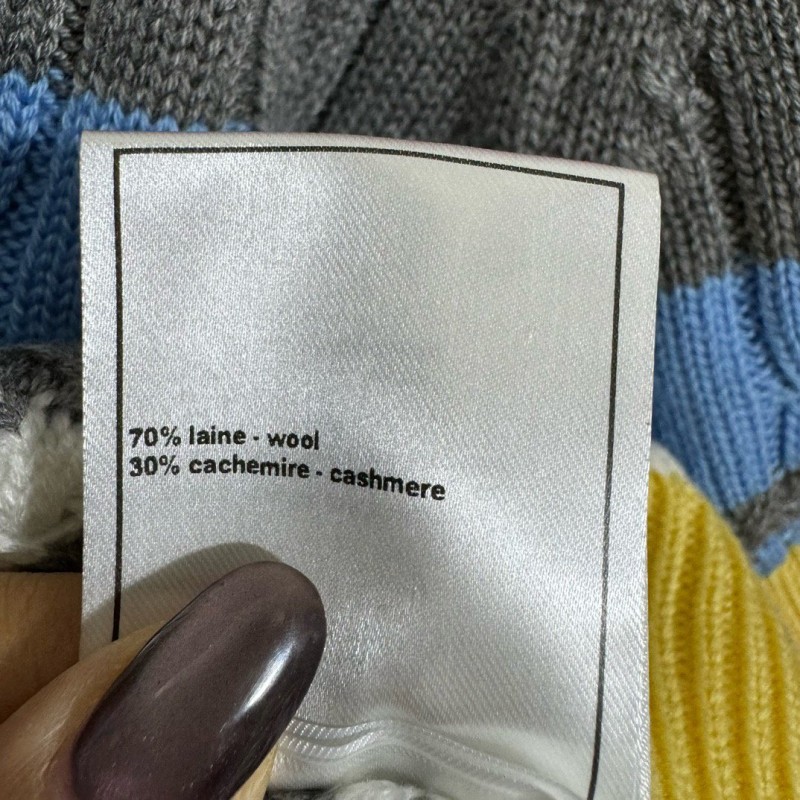 70% laine - wool
30% cachemire - cashmere